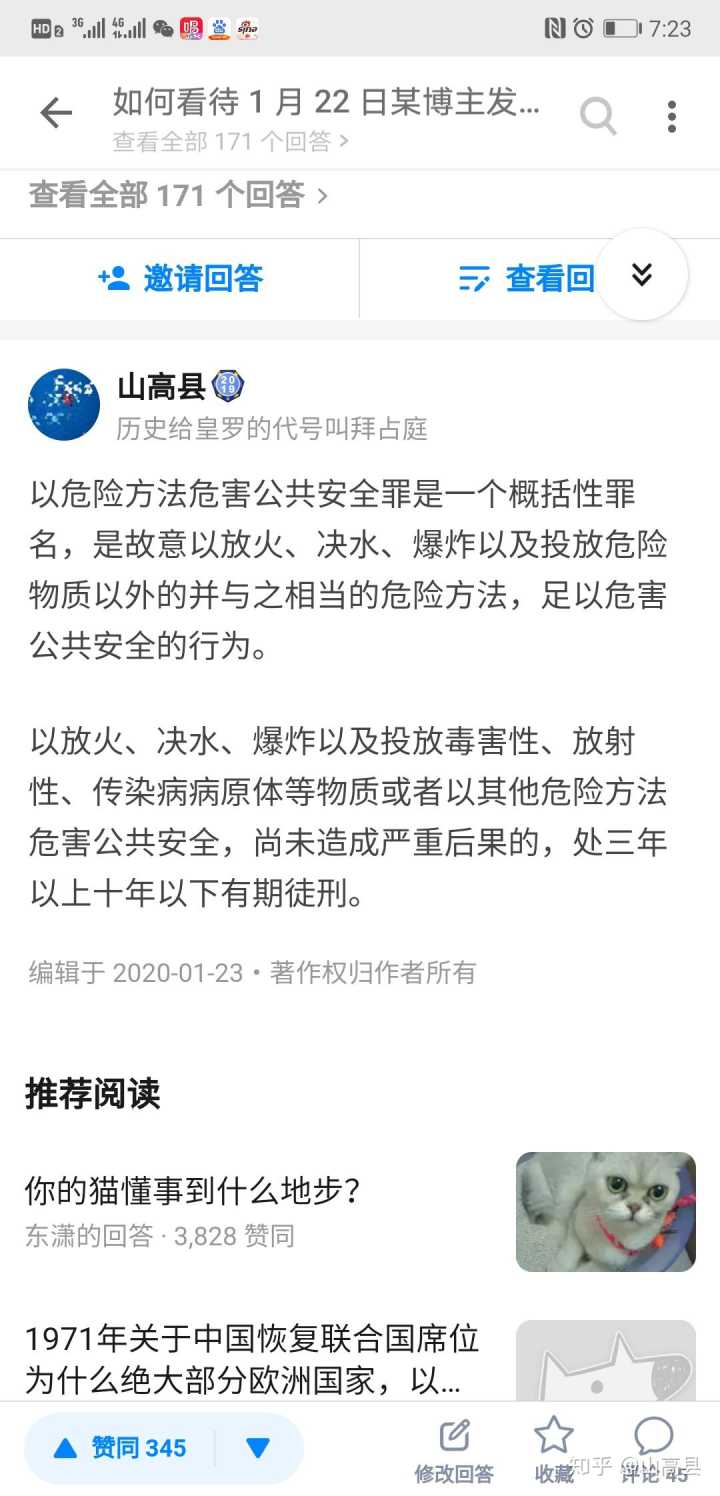 HD 2 3G 4G 唱 sina 7:23
如何看待 1 月 22 日某博主发...
查看全部 171 个回答 >
查看全部 171 个回答 >
邀请回答
查看回
山高县 2019
历史给皇罗的代号叫拜占庭
以危险方法危害公共安全罪是一个概括性罪
名，是故意以放火、决水、爆炸以及投放危险
物质以外的并与之相当的危险方法，足以危害
公共安全的行为。
以放火、决水、爆炸以及投放毒害性、放射
性、传染病病原体等物质或者以其他危险方法
危害公共安全，尚未造成严重后果的，处三年
以上十年以下有期徒刑。
编辑于 2020-01-23 · 著作权归作者所有
推荐阅读
你的猫懂事到什么地步？
东潇的回答 · 3,828 赞同
1971年关于中国恢复联合国席位
为什么绝大部分欧洲国家，以...
赞同 345
修改回答
收藏
评论 45
知乎 @山高县